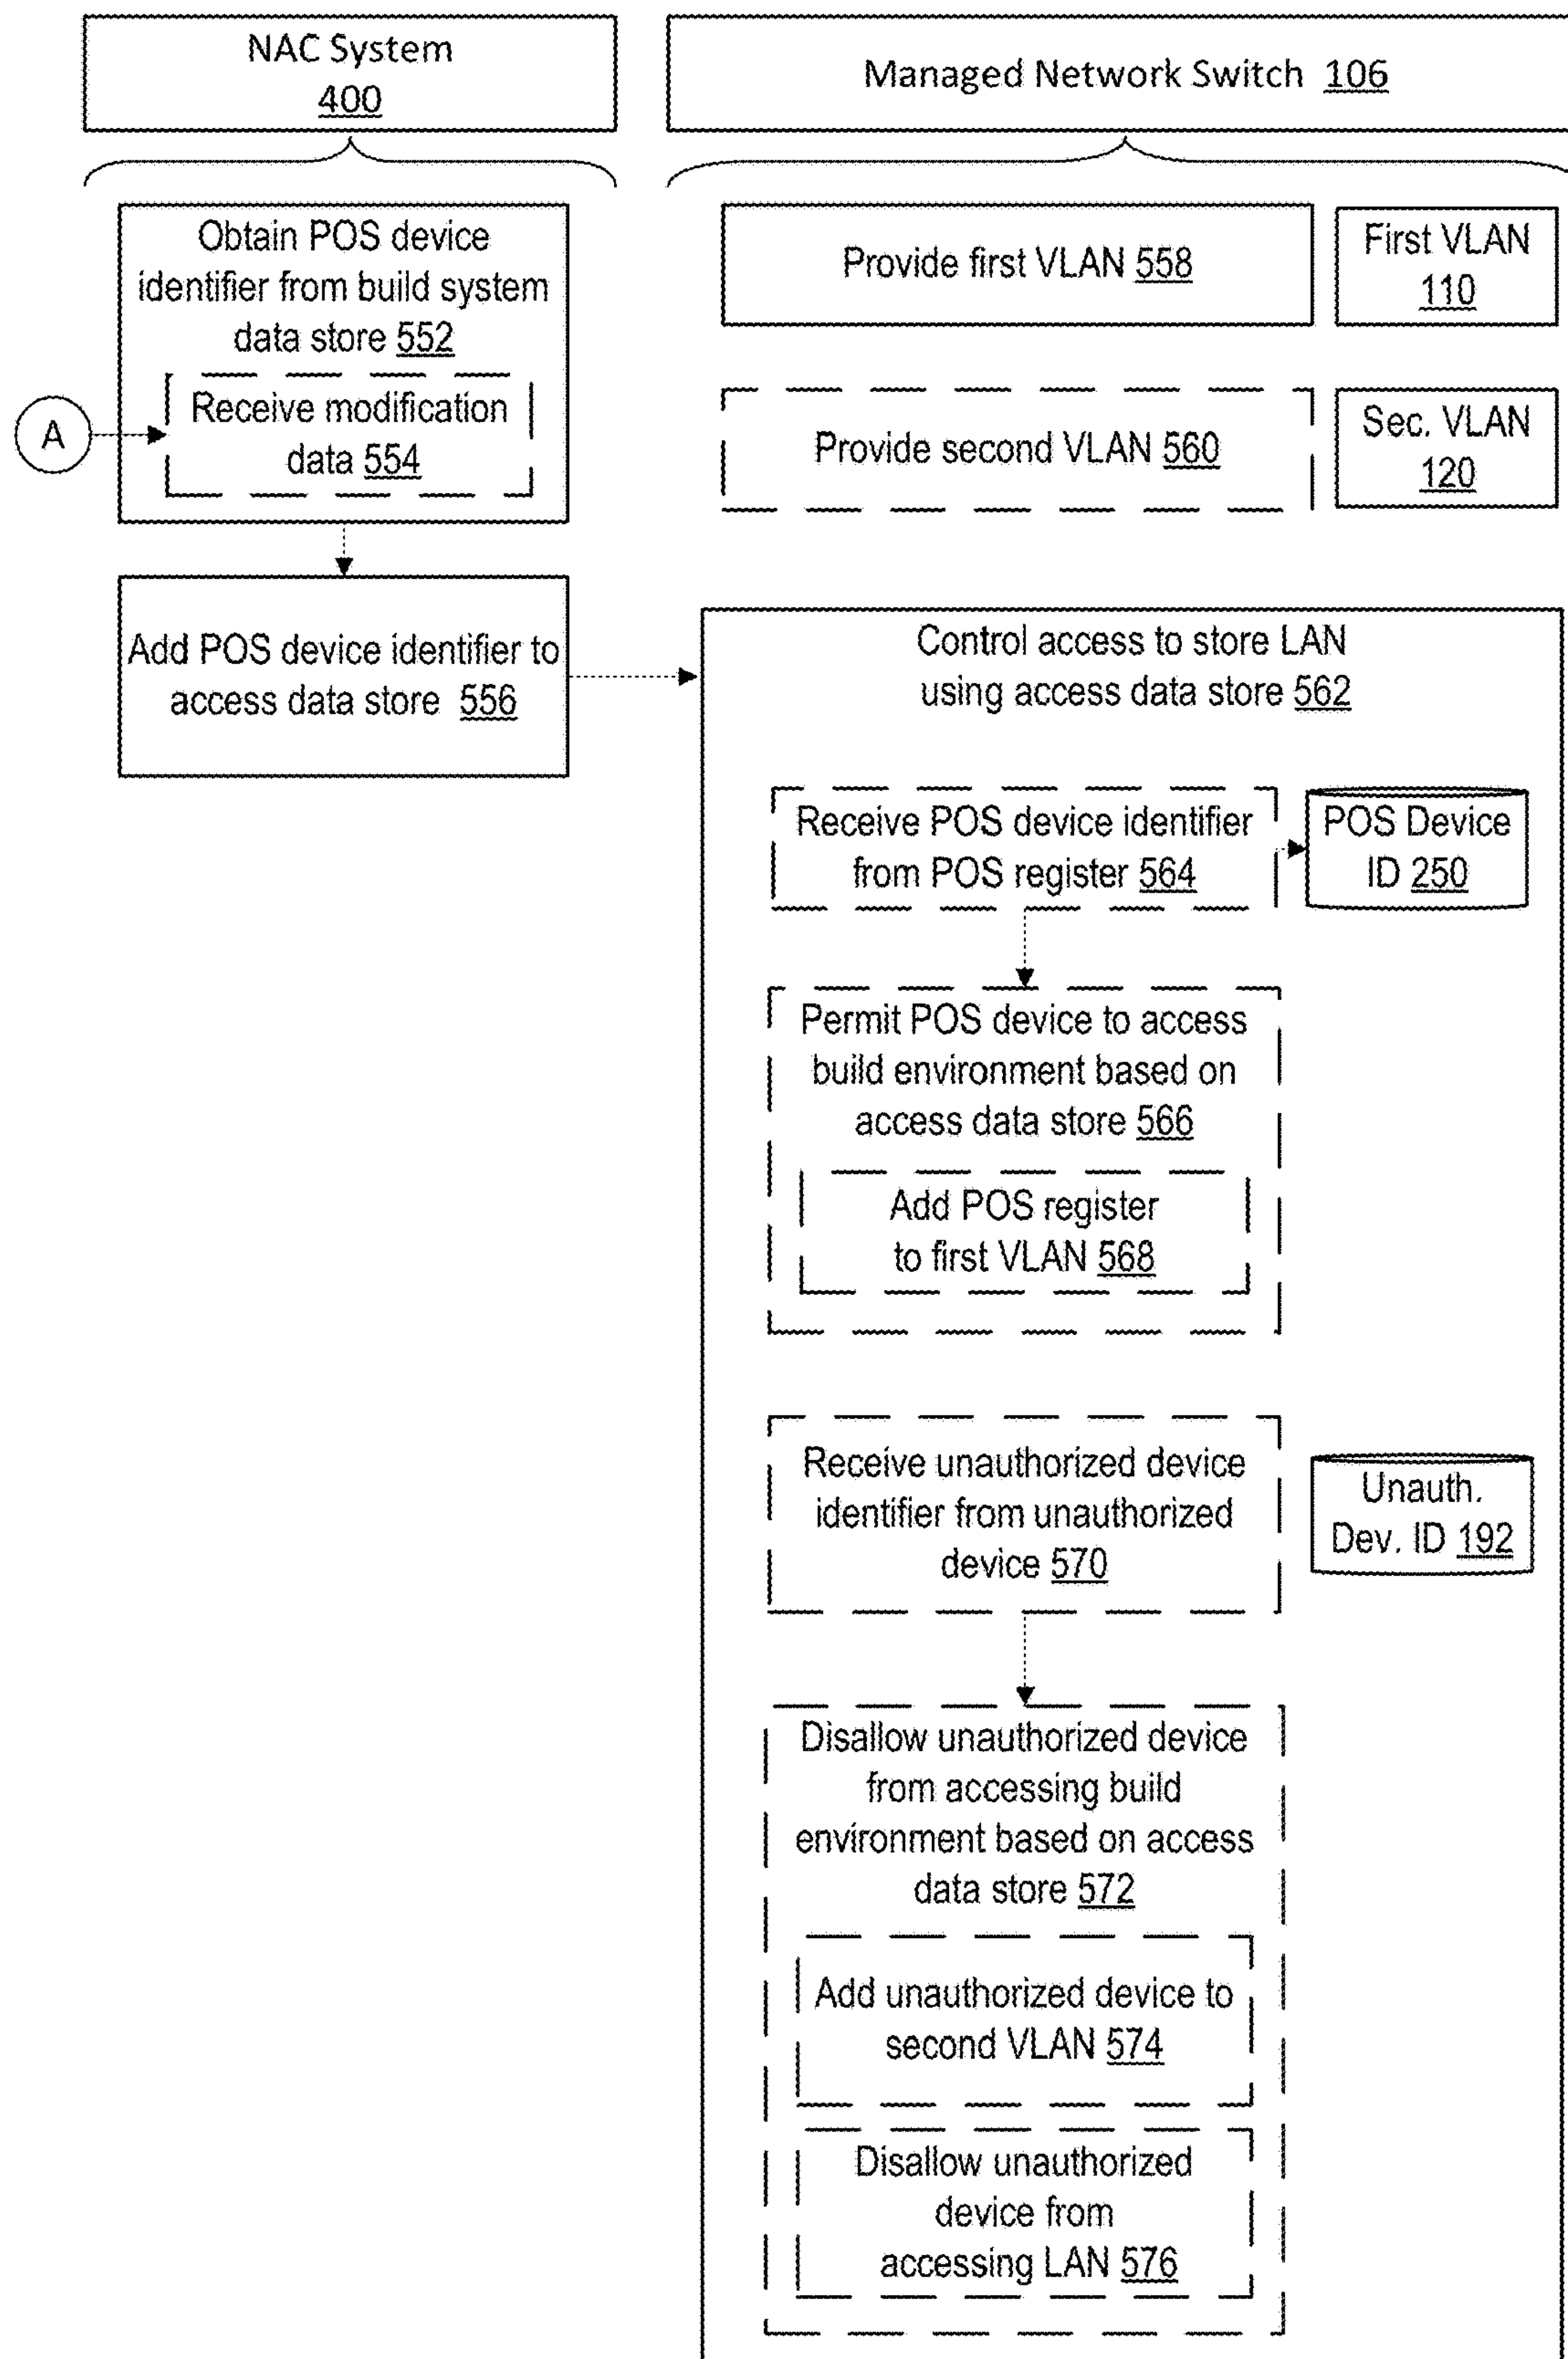 NAC System
400
Managed Network Switch 106
Obtain POS device
identifier from build system
data store 552
Receive modification
data 554
A
Add POS device identifier to
access data store 556
Provide first VLAN 558
First VLAN
110
Provide second VLAN 560
Sec. VLAN
120
Control access to store LAN
using access data store 562
Receive POS device identifier
from POS register 564
POS Device
ID 250
Permit POS device to access
build environment based on
access data store 566
Add POS register
to first VLAN 568
Receive unauthorized device
identifier from unauthorized
device 570
Unauth.
Dev. ID 192
Disallow unauthorized device
from accessing build
environment based on access
data store 572
Add unauthorized device to
second VLAN 574
Disallow unauthorized
device from
accessing LAN 576